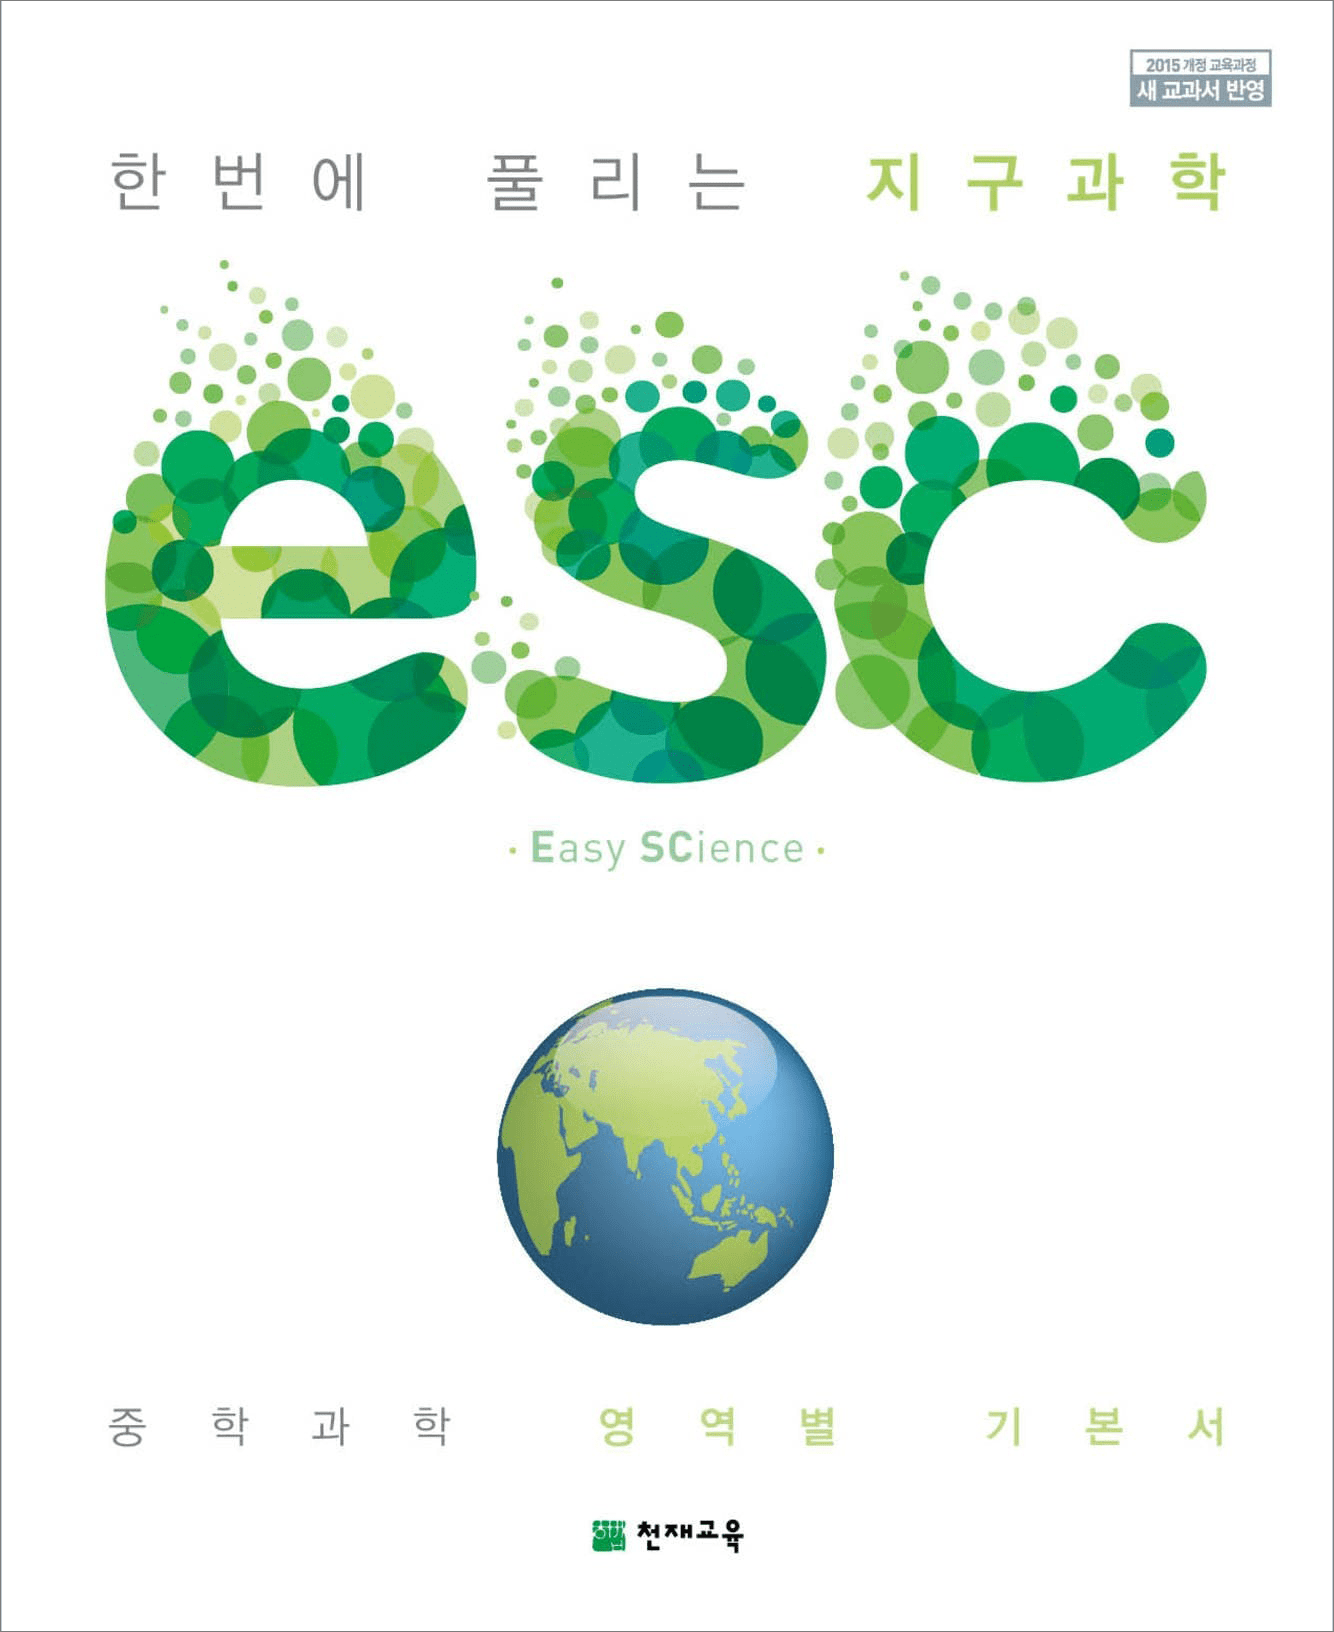 2015 개정 교육과정
새 교과서 반영
한번에 풀리는 지구과학
esc
· Easy SCience ·
중학과학 영역별 기본서
천재교육